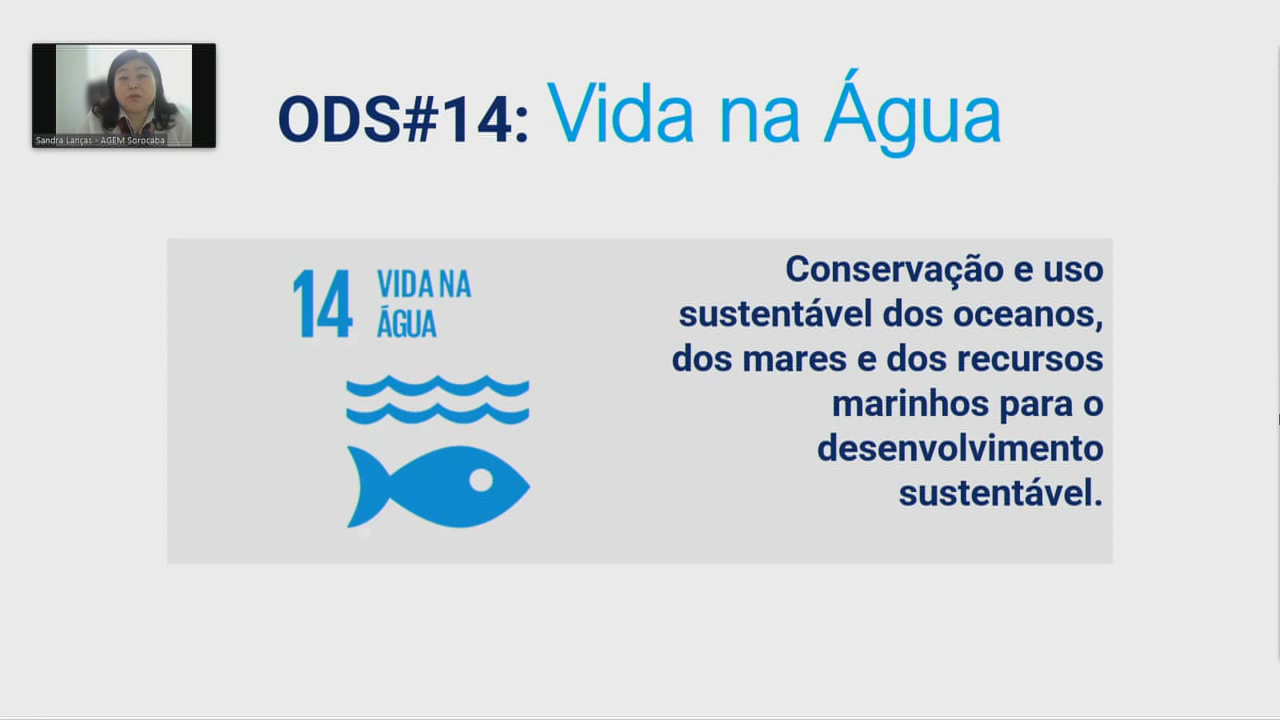 Sandra Lanças - AGEM Sorocaba
ODS#14: Vida na Água
14 VIDA NA
ÁGUA
Conservação e uso
sustentável dos oceanos,
dos mares e dos recursos
marinhos para o
desenvolvimento
sustentável.